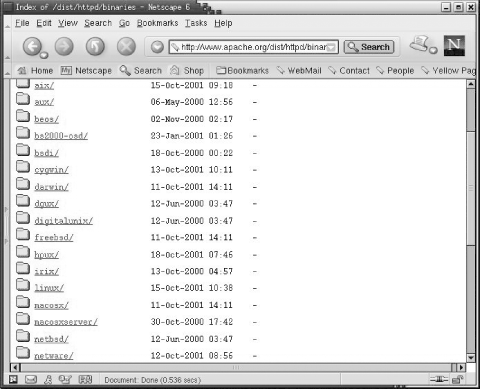 Index of /dist/httpd/binaries - Netscape 6
File Edit View Search Go Bookmarks Tasks Help
http://www.apache.org/dist/httpd/binar Search N
Home Netscape Search Shop Bookmarks WebMail Contact People Yellow Pag
aix/ 15-Oct-2001 09:18 -
aux/ 06-May-2000 12:56 -
beos/ 02-Nov-2000 02:17 -
bs2000-osd/ 23-Jan-2001 01:26 -
bsdi/ 18-Oct-2000 00:22 -
cygwin/ 13-Oct-2001 10:11 -
darwin/ 11-Oct-2001 14:11 -
dgux/ 12-Jun-2000 03:47 -
digitalunix/ 12-Jun-2000 03:47 -
freebsd/ 11-Oct-2001 14:11 -
hpux/ 18-Oct-2001 07:46 -
irix/ 13-Oct-2000 04:57 -
linux/ 15-Oct-2001 10:38 -
macosx/ 11-Oct-2001 14:11 -
macosxserver/ 30-Oct-2000 17:42 -
netbsd/ 12-Jun-2000 03:47 -
netware/ 12-Oct-2001 08:56 -
Document: Done (0.536 secs)